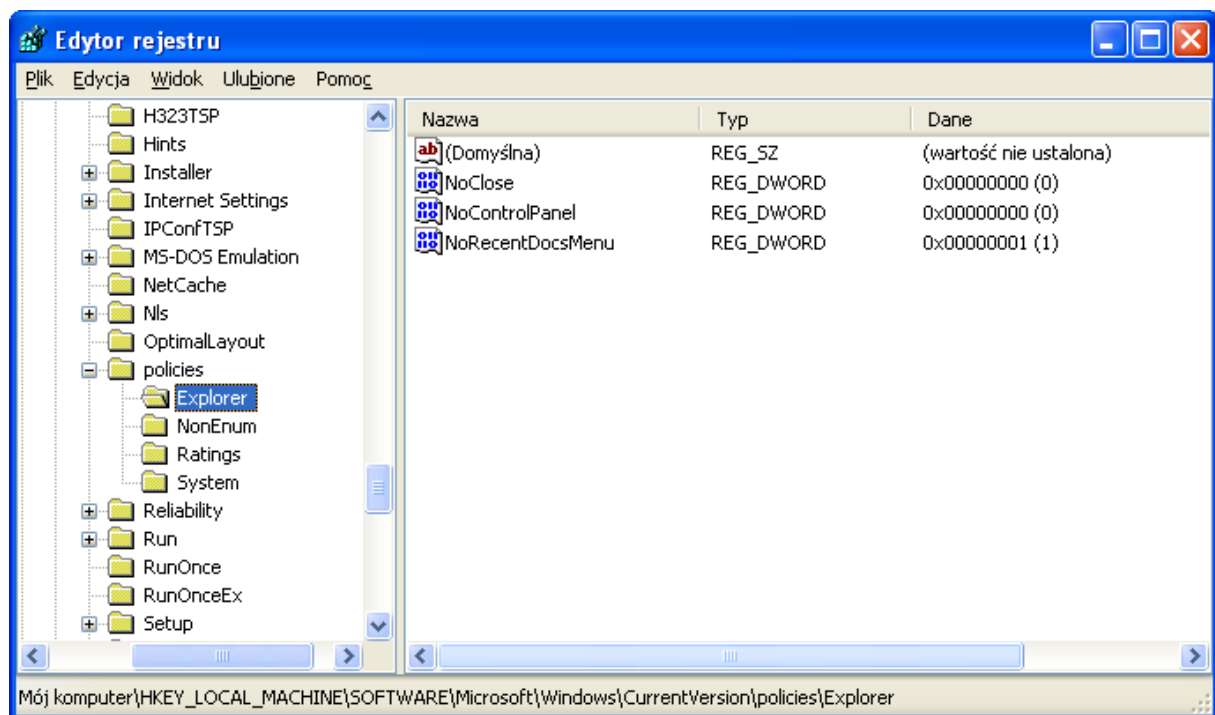 Edytor rejestru
Plik Edycja Widok Ulubione Pomoc
H323TSP
Hints
Installer
Internet Settings
IPConfTSP
MS-DOS Emulation
NetCache
Nls
OptimalLayout
policies
Explorer
NonEnum
Ratings
System
Reliability
Run
RunOnce
RunOnceEx
Setup
Nazwa Typ Dane
(Domyślna) REG_SZ (wartość nie ustalona)
NoClose REG_DWORD 0x00000000 (0)
NoControlPanel REG_DWORD 0x00000000 (0)
NoRecentDocsMenu REG_DWORD 0x00000001 (1)
Mój komputer\HKEY_LOCAL_MACHINE\SOFTWARE\Microsoft\Windows\CurrentVersion\policies\Explorer